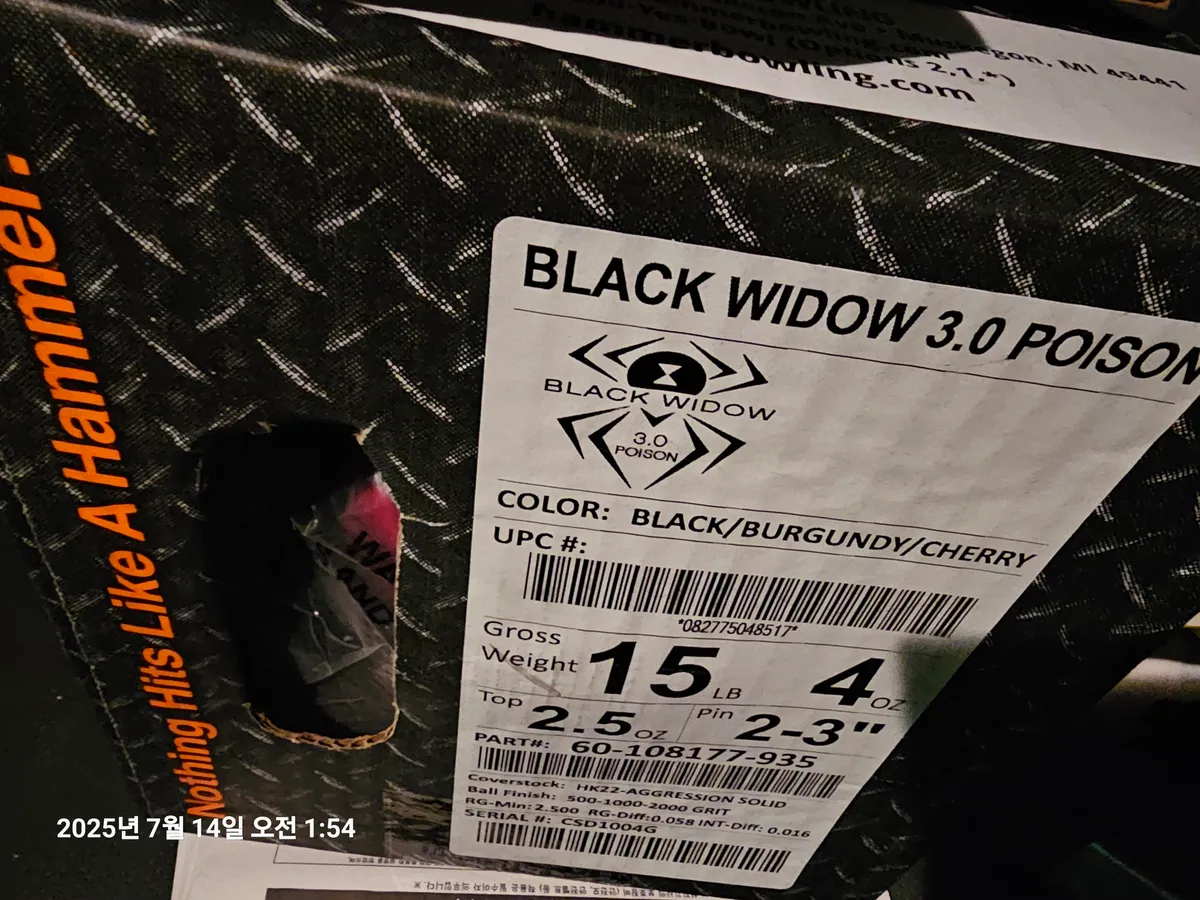 gon, MI 49441
hammerbowling.com
Nothing Hits Like A Hammer.
BLACK WIDOW 3.0 POISON
BLACK WIDOW
3.0
POISON
COLOR: BLACK/BURGUNDY/CHERRY
UPC #:
*082775048517*
Gross
Weight 15 LB 4 OZ
Top 2.5 OZ Pin 2-3"
PART#: 60-108177-935
Coverstock: HK22-AGGRESSION SOLID
Ball Finish: 500-1000-2000 GRIT
RG-Min: 2.500 RG-Diff:0.058 INT-Diff: 0.016
SERIAL #: CSD1004G
AND
2025년 7월 14일 오전 1:54